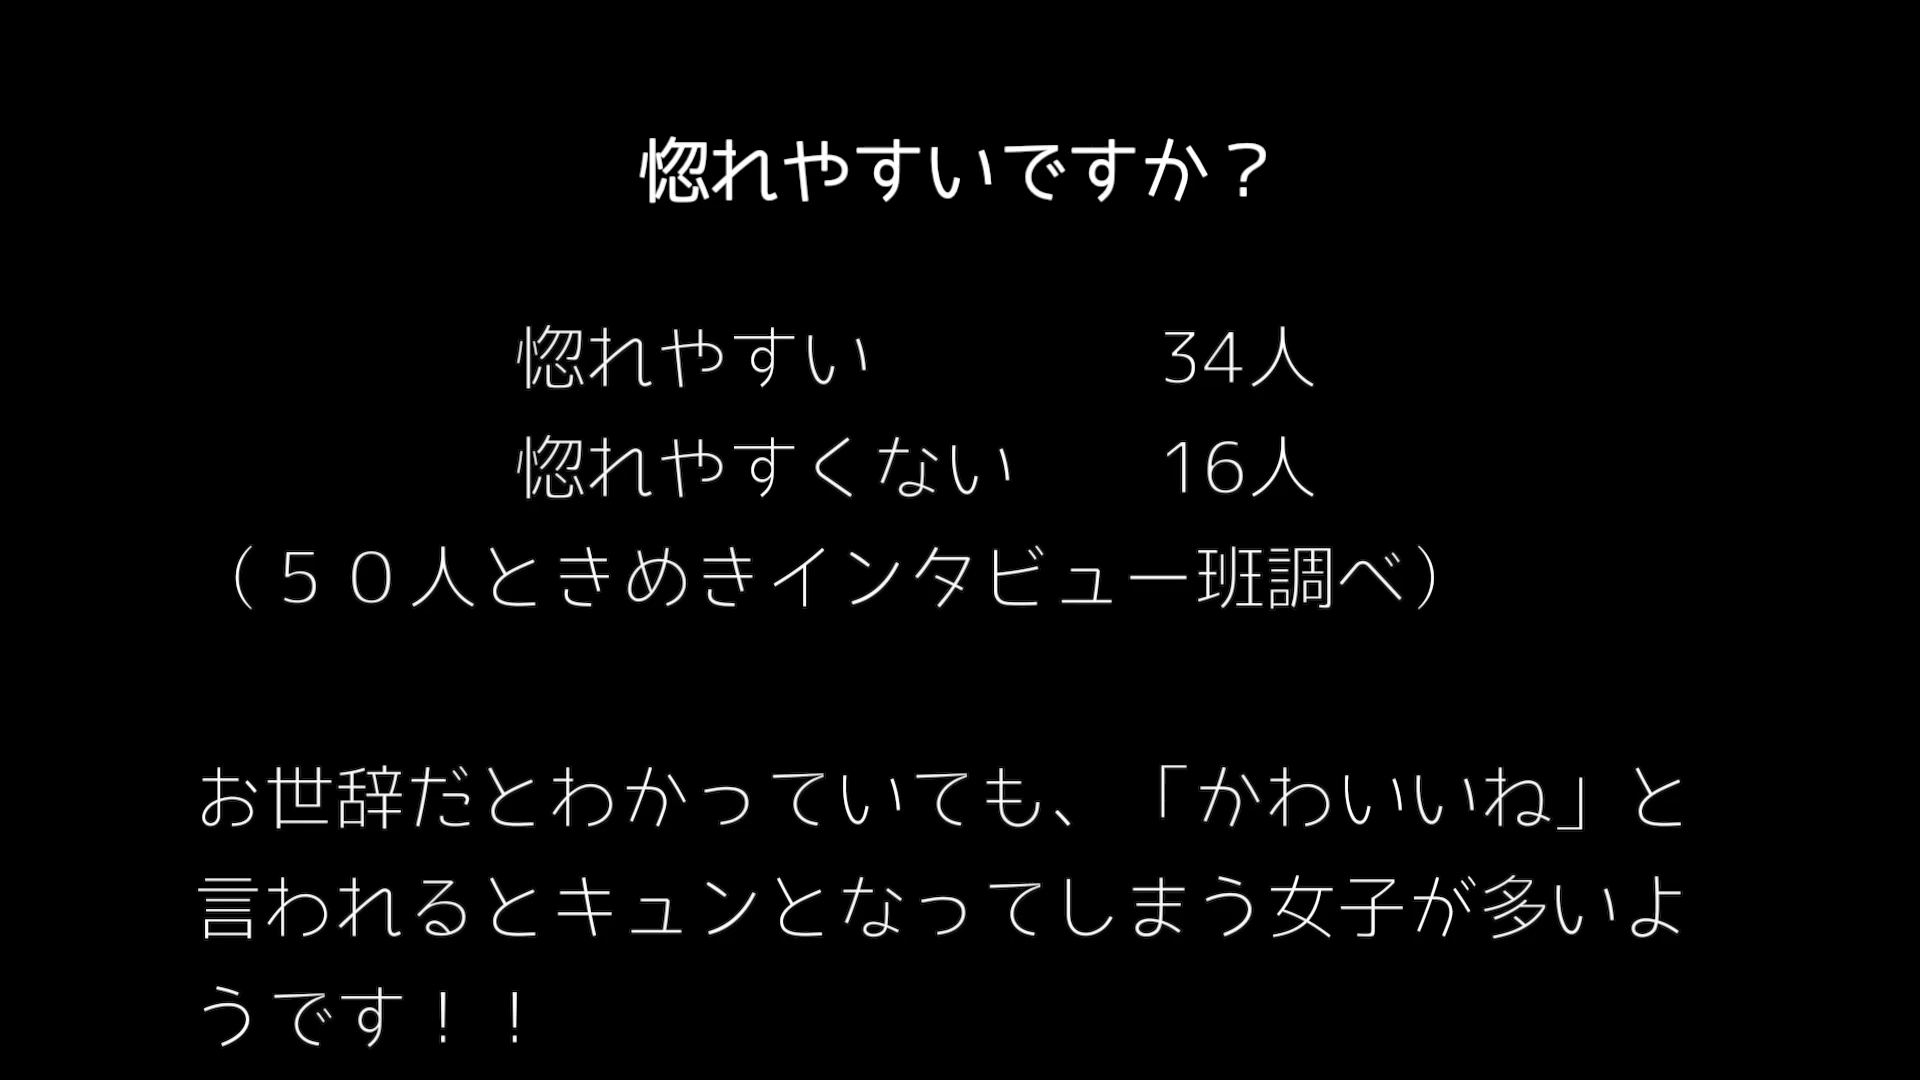 惚れやすいですか？
惚れやすい　　　　34人
惚れやすくない　　16人
（５０人ときめきインタビュー班調べ）
お世辞だとわかっていても、「かわいいね」と
言われるとキュンとなってしまう女子が多いよ
うです！！